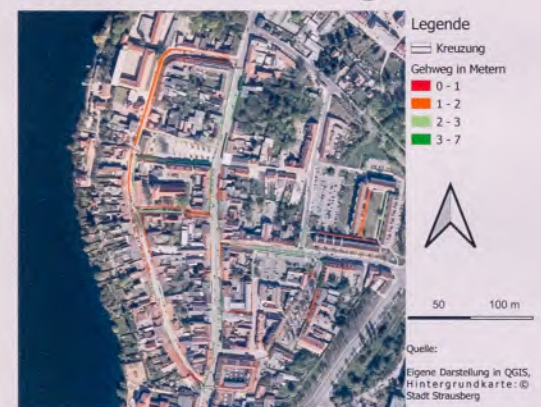 Legende
Kreuzung
Gehweg in Metern
0 - 1
1 - 2
2 - 3
3 - 7
50 100 m
Quelle:
Eigene Darstellung in QGIS,
Hintergrundkarte: ©
Stadt Strausberg